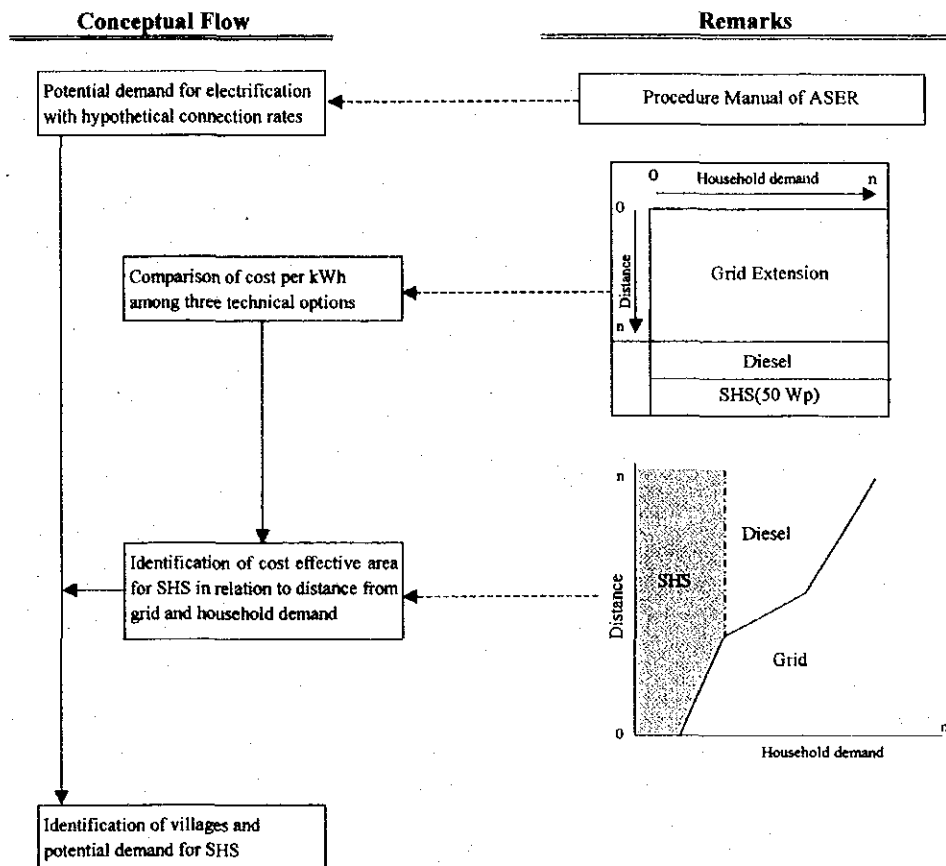 Conceptual Flow
Remarks
Potential demand for electrification
with hypothetical connection rates
Procedure Manual of ASER
0
Household demand
n
0
Distance
n
Grid Extension
Diesel
SHS(50 Wp)
Comparison of cost per kWh
among three technical options
Identification of cost effective area
for SHS in relation to distance from
grid and household demand
n
Distance
0
SHS
Diesel
Grid
Household demand
n
Identification of villages and
potential demand for SHS